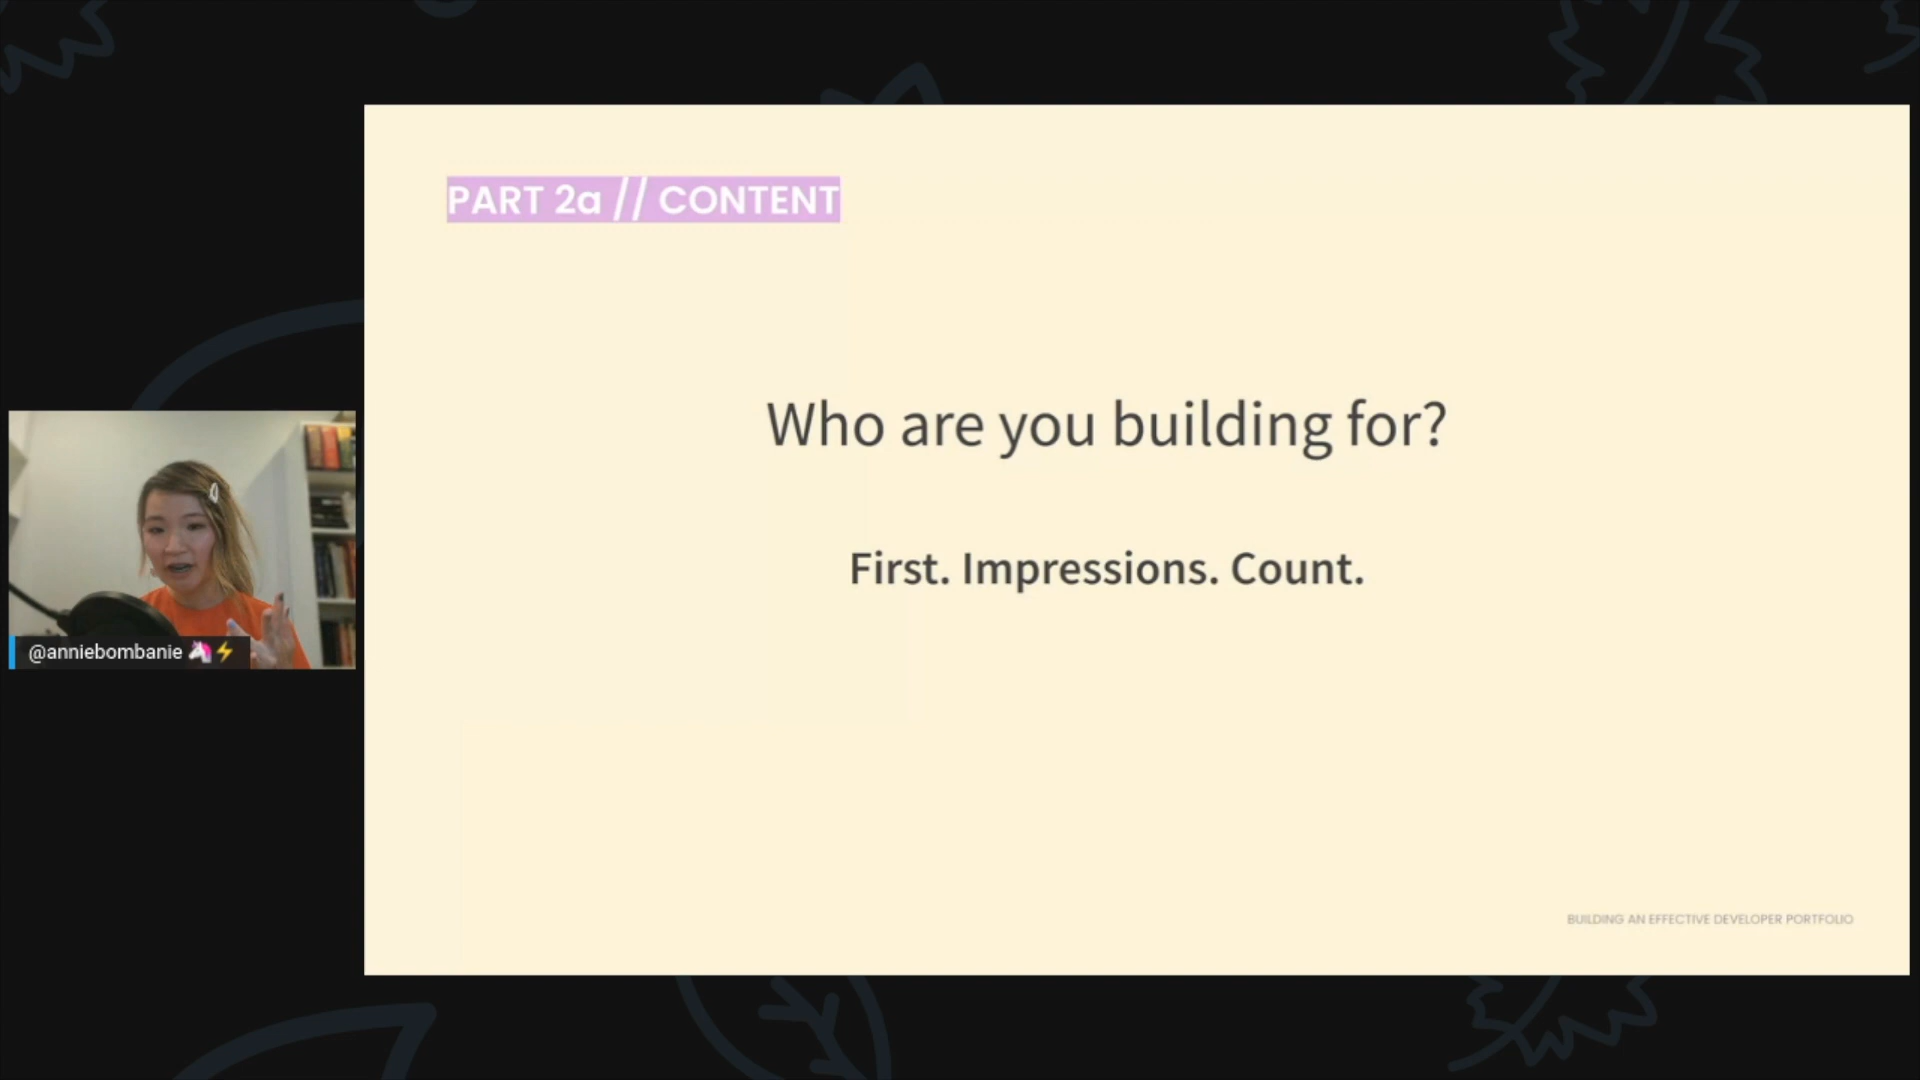 PART 2a // CONTENT
Who are you building for?
First. Impressions. Count.
@anniebombanie 🦄⚡
BUILDING AN EFFECTIVE DEVELOPER PORTFOLIO